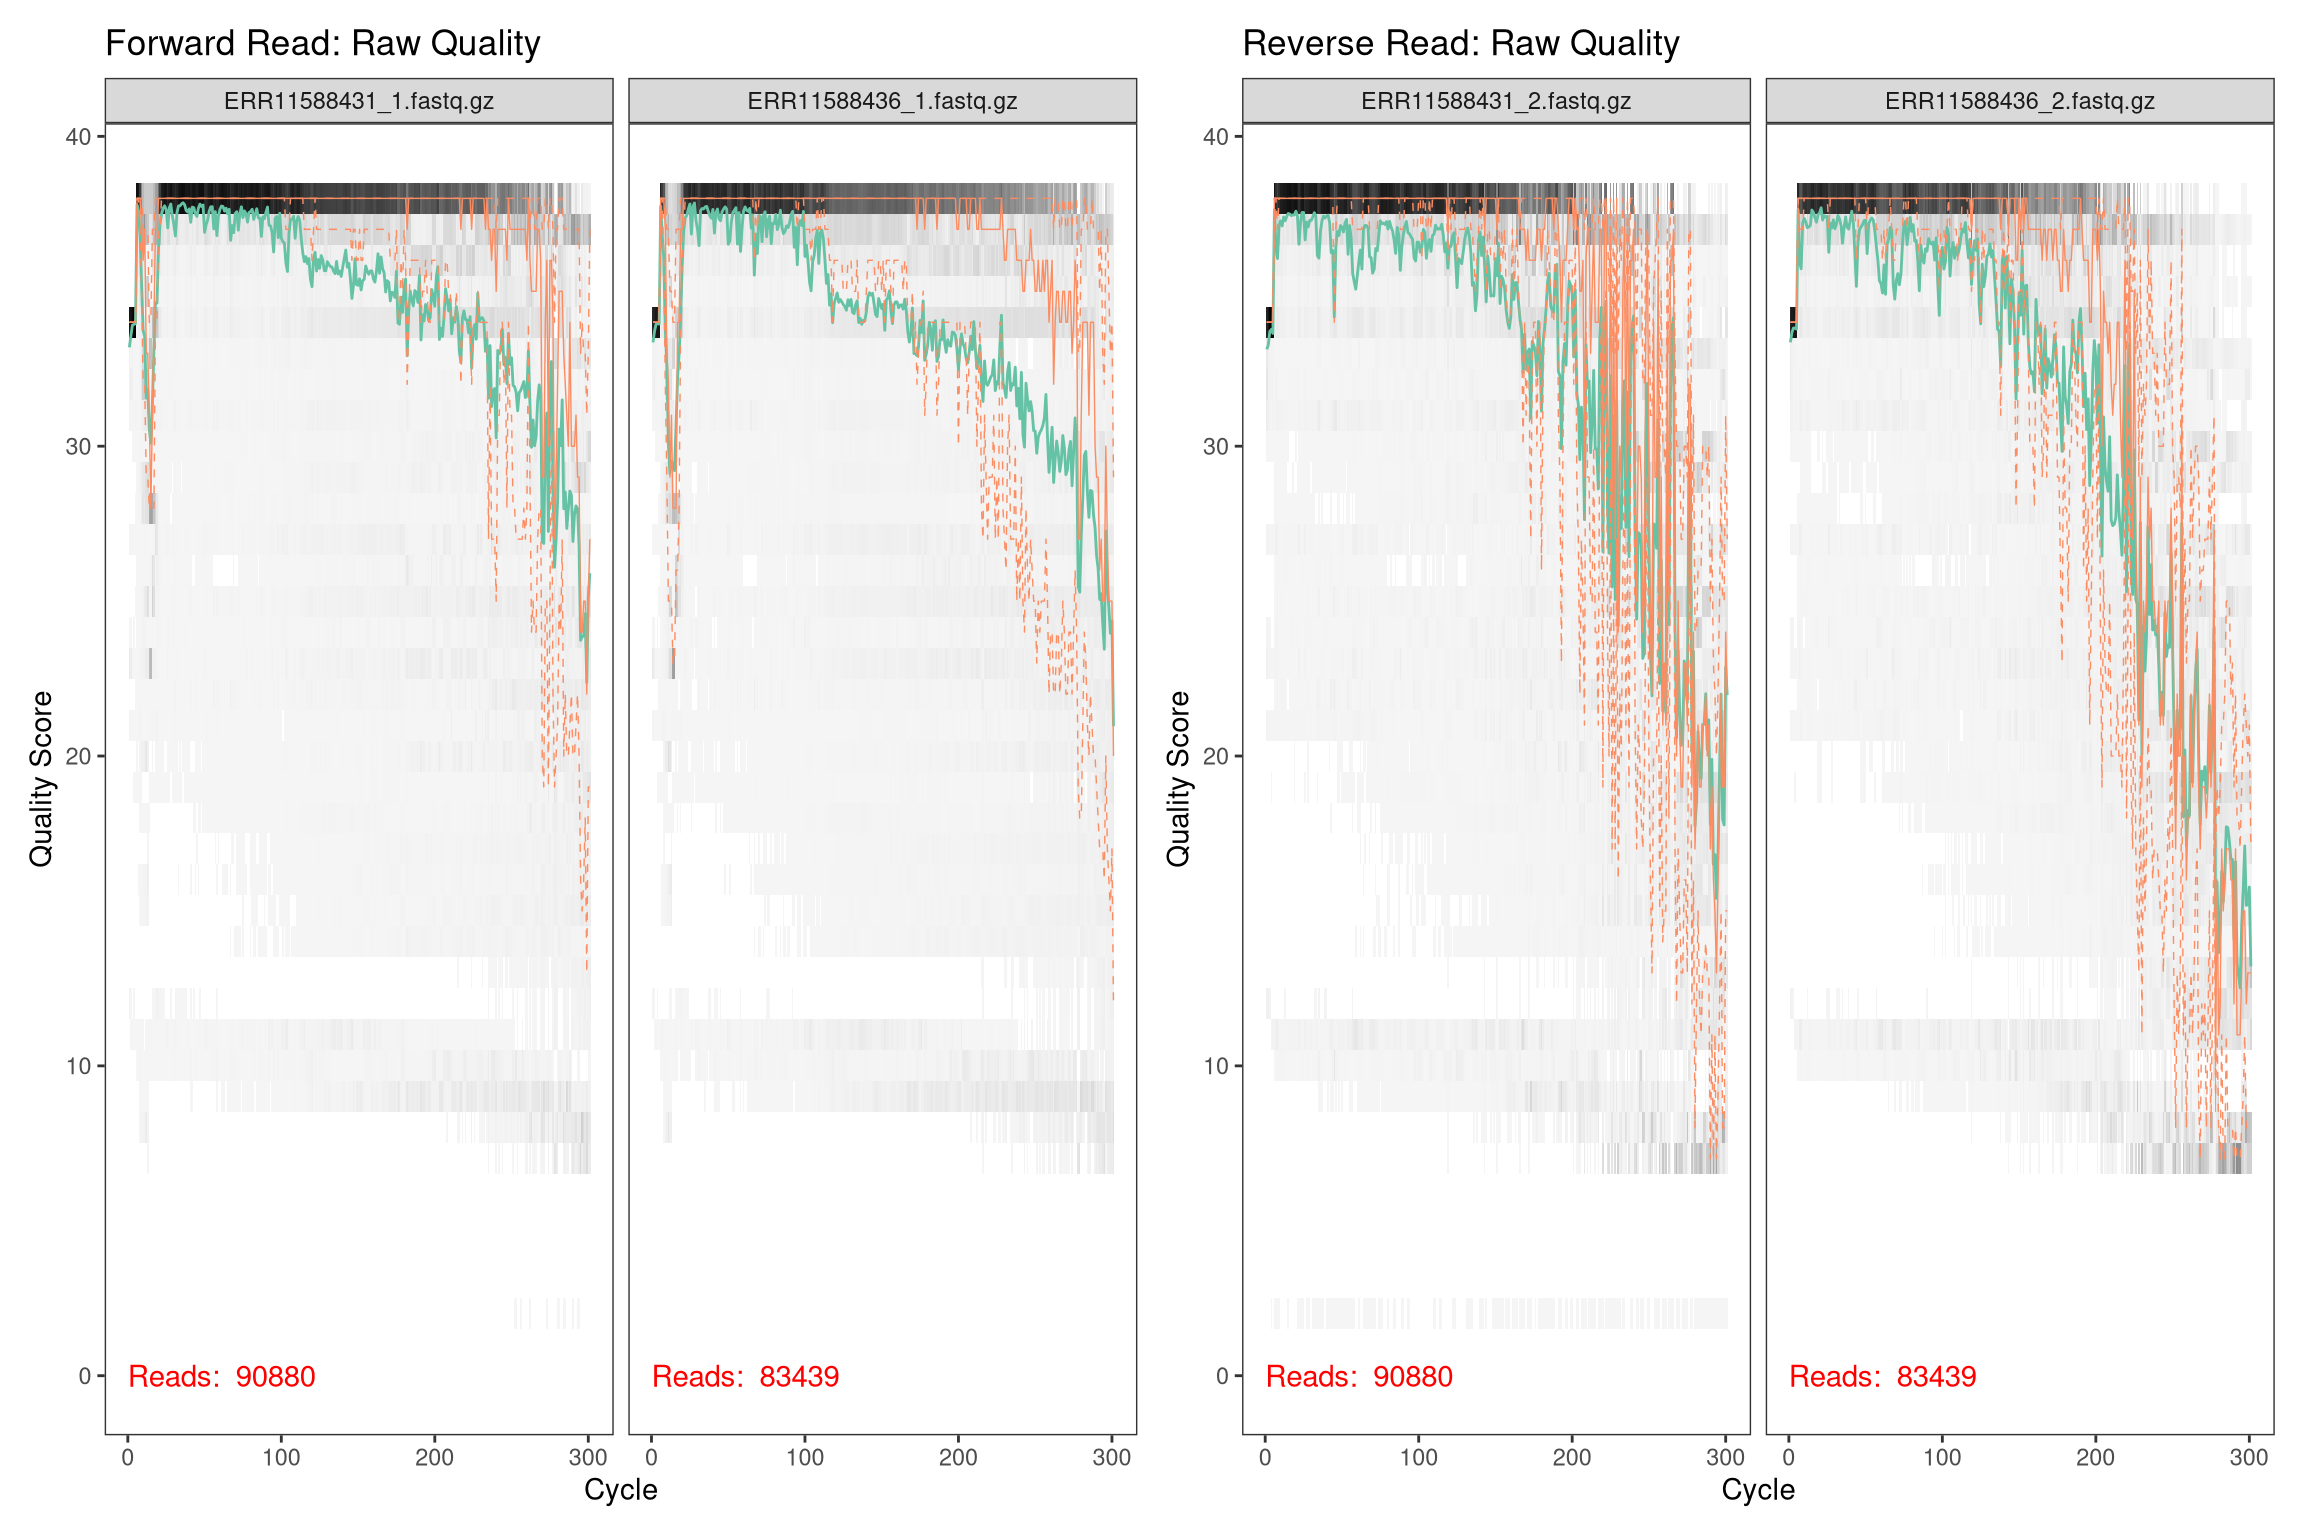 Forward Read: Raw Quality
ERR11588431_1.fastq.gz
ERR11588436_1.fastq.gz
40
30
20
10
0
Quality Score
Reads: 90880
Reads: 83439
0 100 200 300
0 100 200 300
Cycle
Reverse Read: Raw Quality
ERR11588431_2.fastq.gz
ERR11588436_2.fastq.gz
40
30
20
10
0
Quality Score
Reads: 90880
Reads: 83439
0 100 200 300
0 100 200 300
Cycle